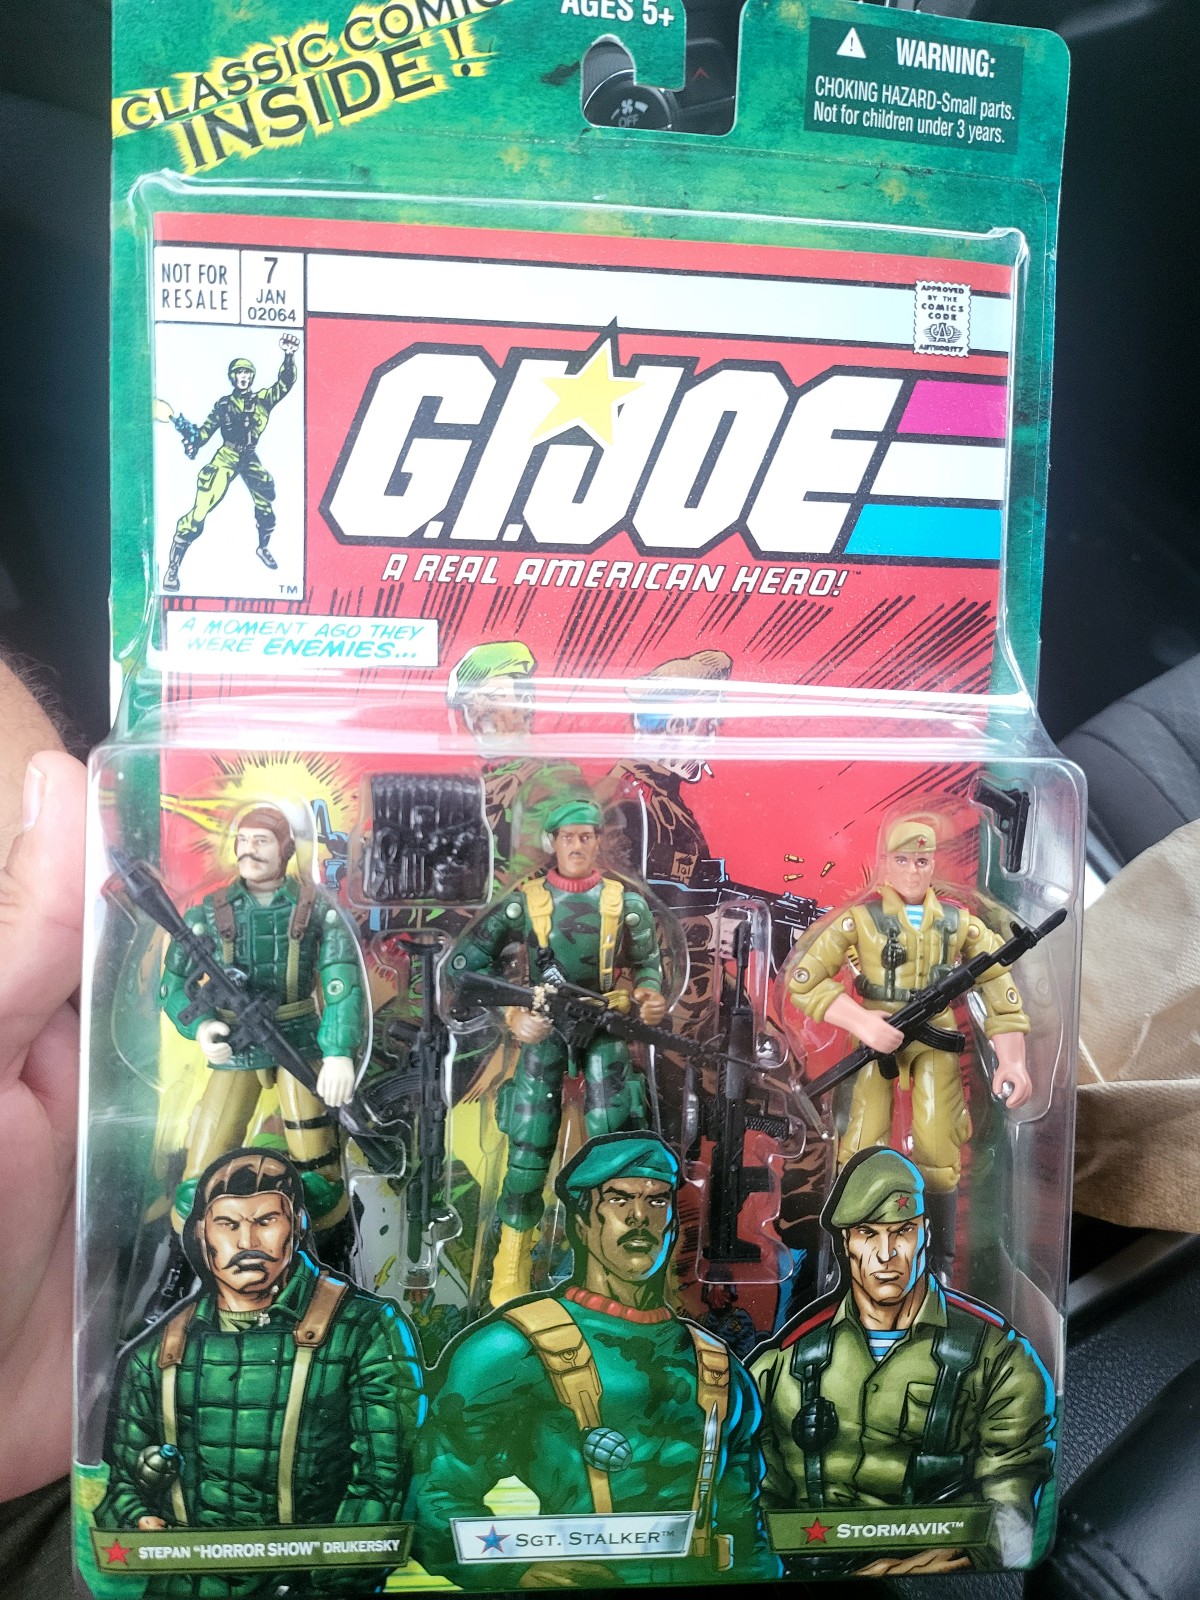 CLASSIC COMIC
INSIDE!
AGES 5+
OFF
WARNING:
CHOKING HAZARD-Small parts.
Not for children under 3 years.
NOT FOR
RESALE
7
JAN
02064
APPROVED
BY THE
COMICS
CODE
AUTHORITY
G.I. JOE
A REAL AMERICAN HERO!™
TM
A MOMENT AGO THEY
WERE ENEMIES...
STEPAN "HORROR SHOW" DRUKERSKY
SGT. STALKER™
STORMAVIK™